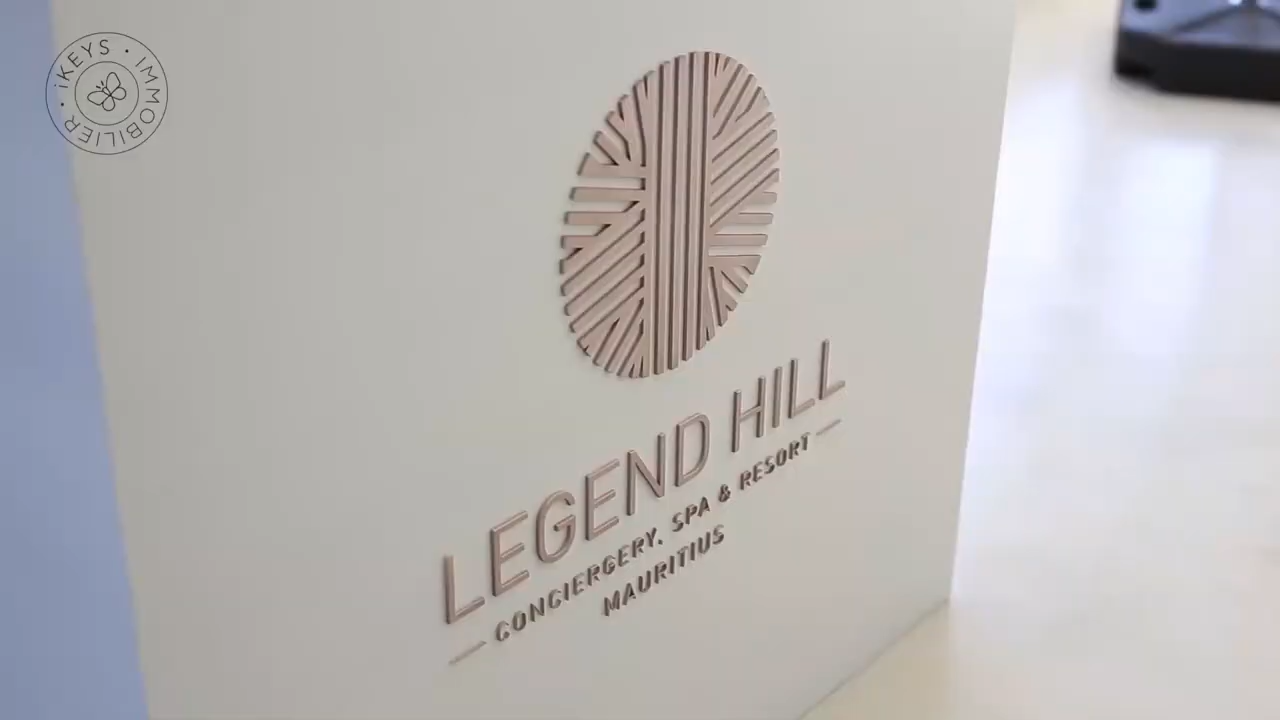 iKEYS · IMMOBILIER ·
LEGEND HILL
CONCIERGERY, SPA & RESORT
MAURITIUS